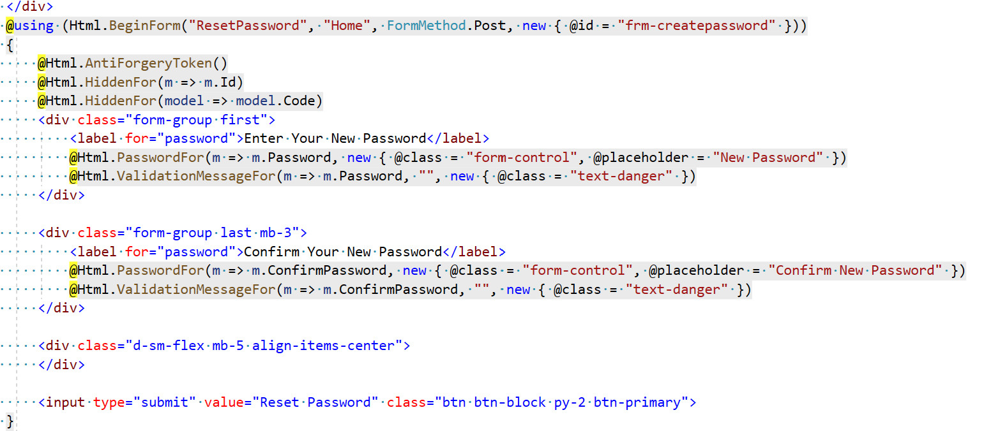 </div>
@using (Html.BeginForm("ResetPassword", "Home", FormMethod.Post, new { @id = "frm-createpassword" }))
{
@Html.AntiForgeryToken()
@Html.HiddenFor(m => m.Id)
@Html.HiddenFor(model => model.Code)
<div class="form-group first">
<label for="password">Enter Your New Password</label>
@Html.PasswordFor(m => m.Password, new { @class = "form-control", @placeholder = "New Password" })
@Html.ValidationMessageFor(m => m.Password, "", new { @class = "text-danger" })
</div>
<div class="form-group last mb-3">
<label for="password">Confirm Your New Password</label>
@Html.PasswordFor(m => m.ConfirmPassword, new { @class = "form-control", @placeholder = "Confirm New Password" })
@Html.ValidationMessageFor(m => m.ConfirmPassword, "", new { @class = "text-danger" })
</div>
<div class="d-sm-flex mb-5 align-items-center">
</div>
<input type="submit" value="Reset Password" class="btn btn-block py-2 btn-primary">
}